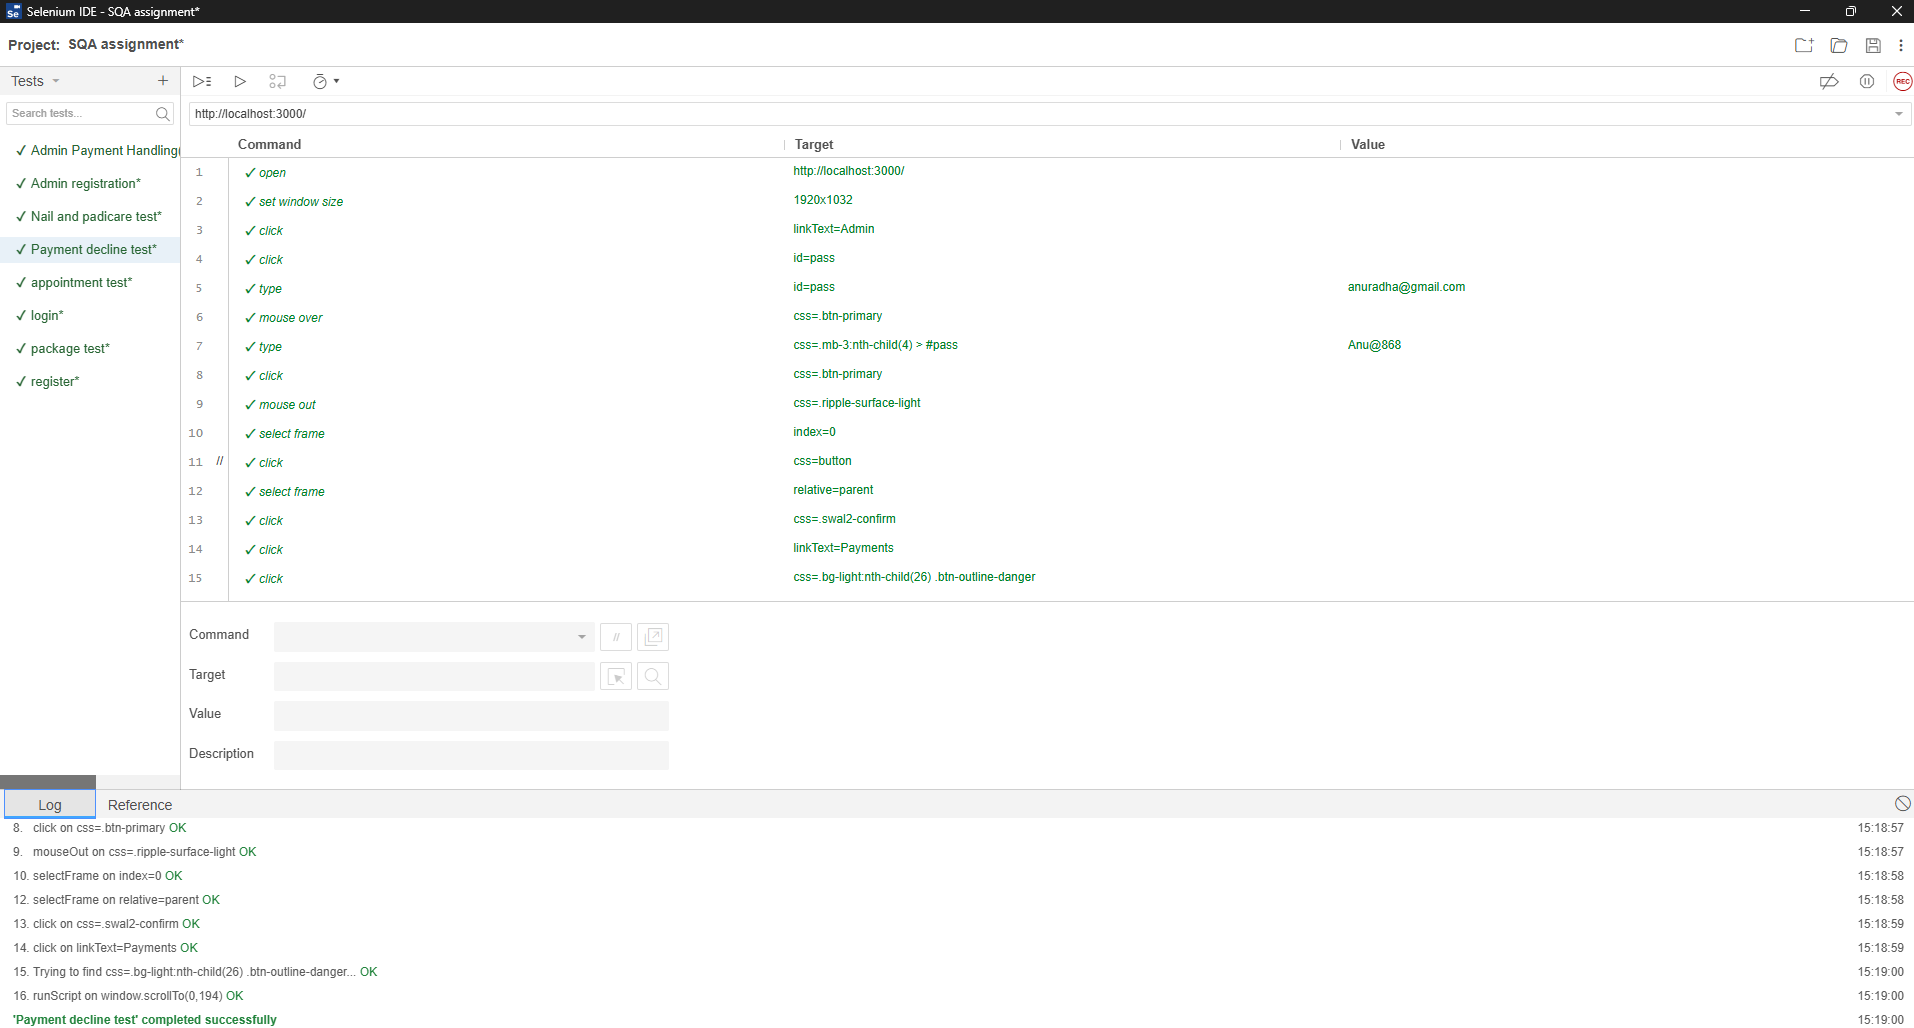 Se Selenium IDE - SQA assignment*
Project: SQA assignment*
Tests
Search tests...
✓ Admin Payment Handling
✓ Admin registration*
✓ Nail and padicare test*
✓ Payment decline test*
✓ appointment test*
✓ login*
✓ package test*
✓ register*
REC
http://localhost:3000/
Command Target Value
1 ✓ open http://localhost:3000/
2 ✓ set window size 1920x1032
3 ✓ click linkText=Admin
4 ✓ click id=pass
5 ✓ type id=pass anuradha@gmail.com
6 ✓ mouse over css=.btn-primary
7 ✓ type css=.mb-3:nth-child(4) > #pass Anu@868
8 ✓ click css=.btn-primary
9 ✓ mouse out css=.ripple-surface-light
10 ✓ select frame index=0
11 // ✓ click css=button
12 ✓ select frame relative=parent
13 ✓ click css=.swal2-confirm
14 ✓ click linkText=Payments
15 ✓ click css=.bg-light:nth-child(26) .btn-outline-danger
Command //
Target
Value
Description
Log Reference
8. click on css=.btn-primary OK 15:18:57
9. mouseOut on css=.ripple-surface-light OK 15:18:57
10. selectFrame on index=0 OK 15:18:58
12. selectFrame on relative=parent OK 15:18:58
13. click on css=.swal2-confirm OK 15:18:59
14. click on linkText=Payments OK 15:18:59
15. Trying to find css=.bg-light:nth-child(26) .btn-outline-danger... OK 15:19:00
16. runScript on window.scrollTo(0,194) OK 15:19:00
'Payment decline test' completed successfully 15:19:00